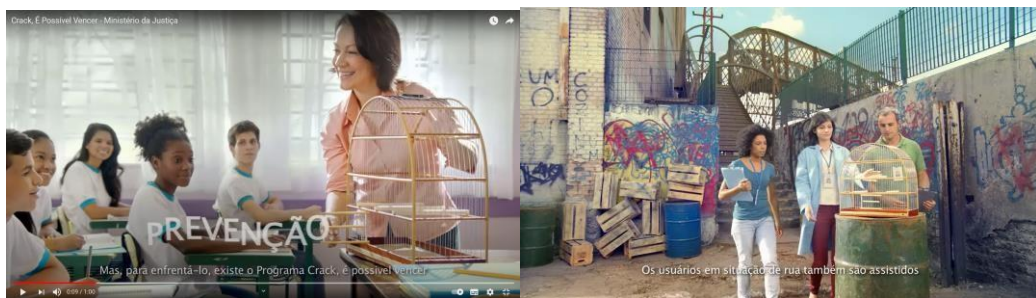 Crack, É Possível Vencer - Ministério da Justiça
PREVENÇÃO
Mas, para enfrentá-lo, existe o Programa Crack, é possível vencer
0:09 / 1:00
UM
O
Os usuários em situação de rua também são assistidos